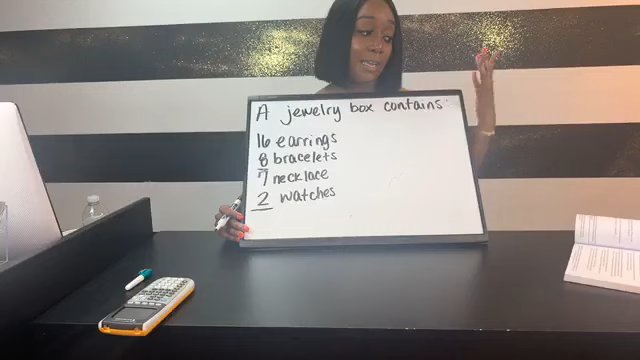 A jewelry box contains:
16 earrings
8 bracelets
7 necklace
2 watches